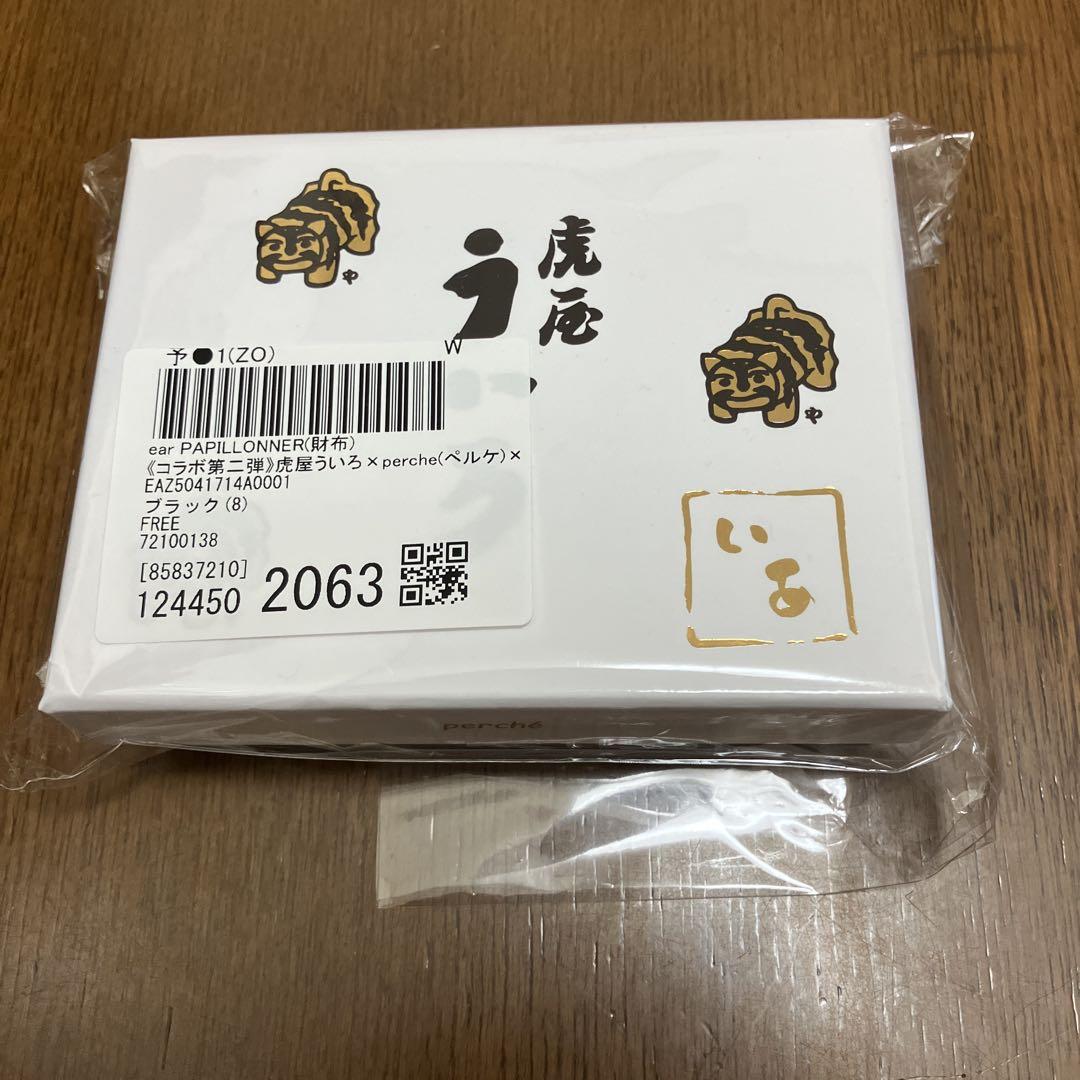 虎屋
う
予●1(ZO)
W
ear PAPILLONNER(財布)
《コラボ第二弾》虎屋ういろ×perche(ペルケ)×
EAZ5041714A0001
ブラック(8)
FREE
72100138
[85837210]
124450 2063
いあ
perché